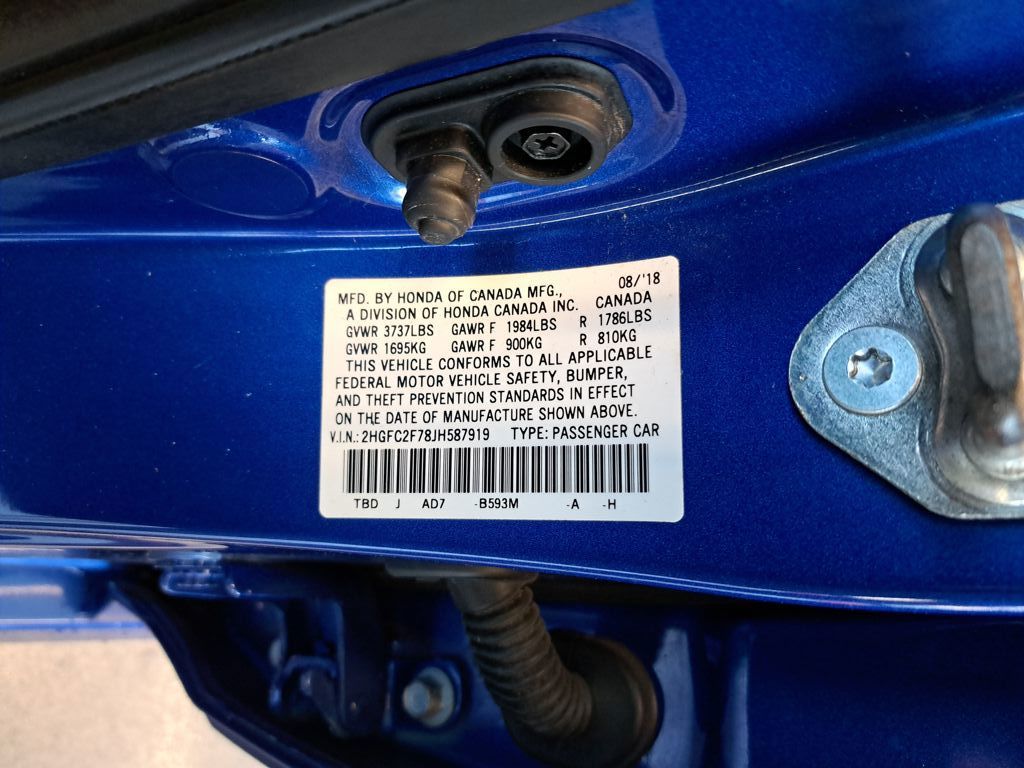 MFD. BY HONDA OF CANADA MFG., 08/'18
A DIVISION OF HONDA CANADA INC. CANADA
GVWR 3737LBS GAWR F 1984LBS R 1786LBS
GVWR 1695KG GAWR F 900KG R 810KG
THIS VEHICLE CONFORMS TO ALL APPLICABLE
FEDERAL MOTOR VEHICLE SAFETY, BUMPER,
AND THEFT PREVENTION STANDARDS IN EFFECT
ON THE DATE OF MANUFACTURE SHOWN ABOVE.
V.I.N.: 2HGFC2F78JH587919 TYPE: PASSENGER CAR
TBD J AD7 -B593M -A -H